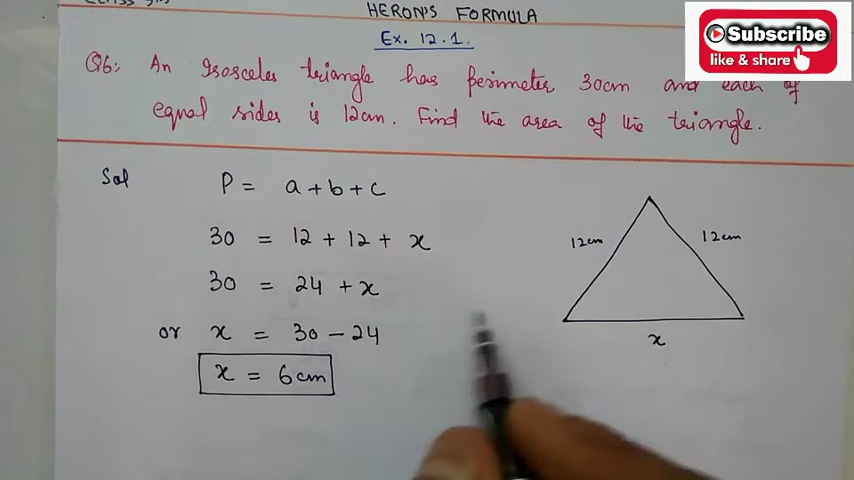 HERON'S FORMULA
Ex. 12.1.
Subscribe
like & share
Q6: An Isosceles triangle has perimeter 30cm and each of
equal sides is 12cm. Find the area of the triangle.
Sol
P = a + b + c
30 = 12 + 12 + x
30 = 24 + x
or x = 30 - 24
x = 6cm
12cm
12cm
x